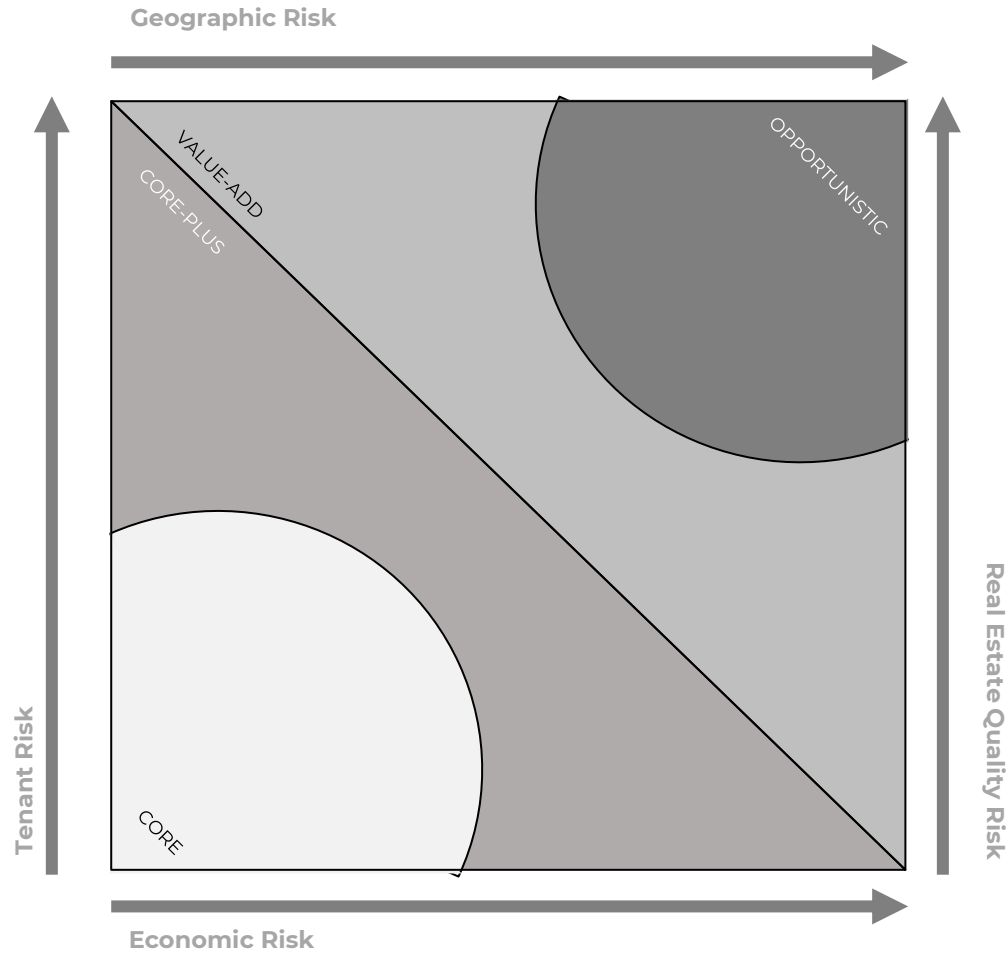 Geographic Risk
VALUE-ADD
CORE-PLUS
OPPORTUNISTIC
Tenant Risk
Real Estate Quality Risk
CORE
Economic Risk